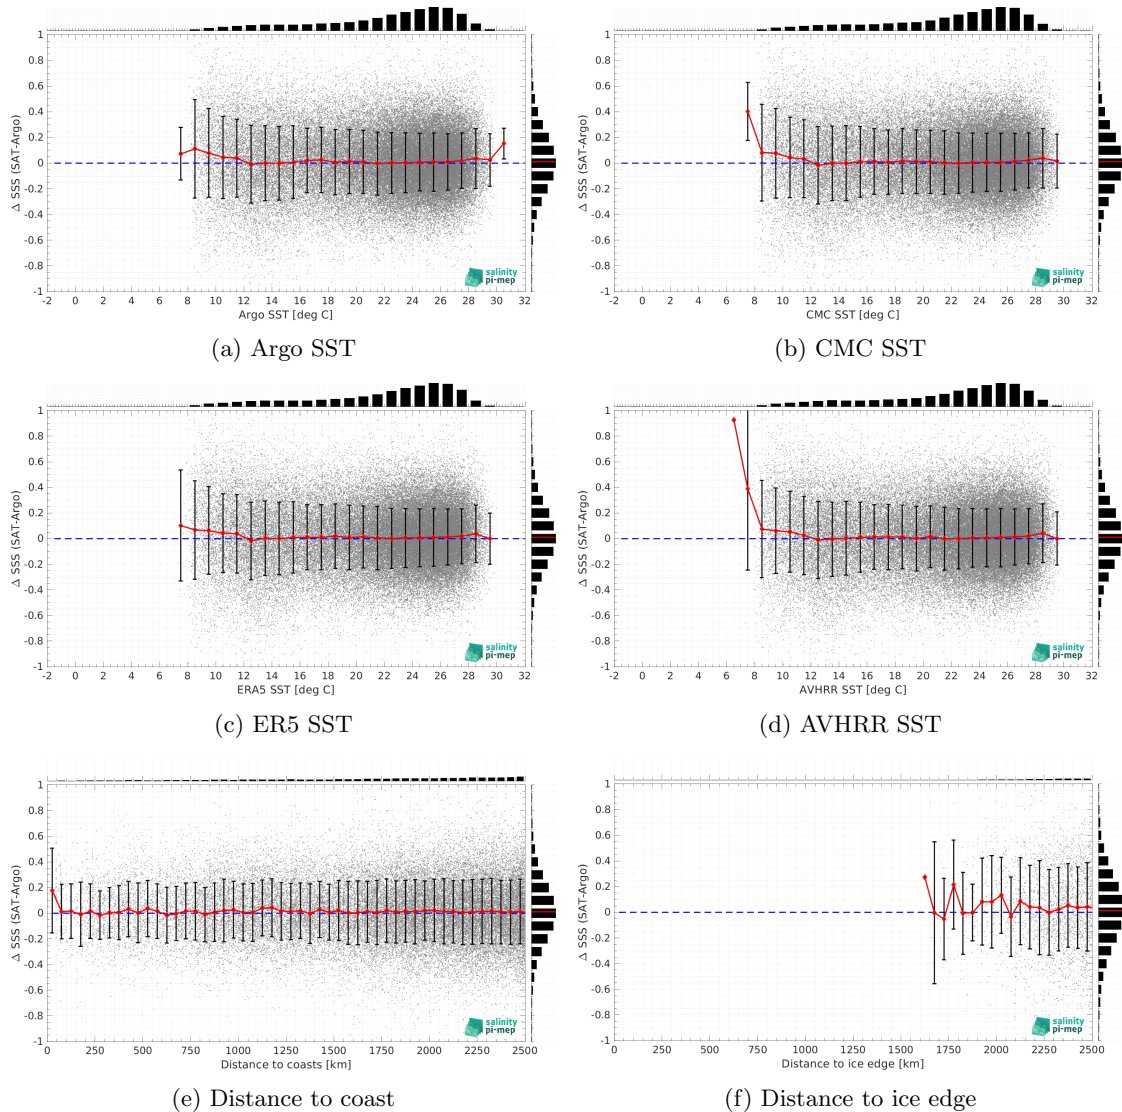 1
0.8
0.6
0.4
0.2
0
-0.2
-0.4
-0.6
-0.8
-1
Δ SSS (SAT-Argo)
salinity
pi-mep
-2 0 2 4 6 8 10 12 14 16 18 20 22 24 26 28 30 32
Argo SST [deg C]
(a) Argo SST
1
0.8
0.6
0.4
0.2
0
-0.2
-0.4
-0.6
-0.8
-1
Δ SSS (SAT-Argo)
salinity
pi-mep
-2 0 2 4 6 8 10 12 14 16 18 20 22 24 26 28 30 32
CMC SST [deg C]
(b) CMC SST
1
0.8
0.6
0.4
0.2
0
-0.2
-0.4
-0.6
-0.8
-1
Δ SSS (SAT-Argo)
salinity
pi-mep
-2 0 2 4 6 8 10 12 14 16 18 20 22 24 26 28 30 32
ERA5 SST [deg C]
(c) ER5 SST
1
0.8
0.6
0.4
0.2
0
-0.2
-0.4
-0.6
-0.8
-1
Δ SSS (SAT-Argo)
salinity
pi-mep
-2 0 2 4 6 8 10 12 14 16 18 20 22 24 26 28 30 32
AVHRR SST [deg C]
(d) AVHRR SST
1
0.8
0.6
0.4
0.2
0
-0.2
-0.4
-0.6
-0.8
-1
Δ SSS (SAT-Argo)
salinity
pi-mep
0 250 500 750 1000 1250 1500 1750 2000 2250 2500
Distance to coasts [km]
(e) Distance to coast
1
0.8
0.6
0.4
0.2
0
-0.2
-0.4
-0.6
-0.8
-1
Δ SSS (SAT-Argo)
salinity
pi-mep
0 250 500 750 1000 1250 1500 1750 2000 2250 2500
Distance to ice edge [km]
(f) Distance to ice edge